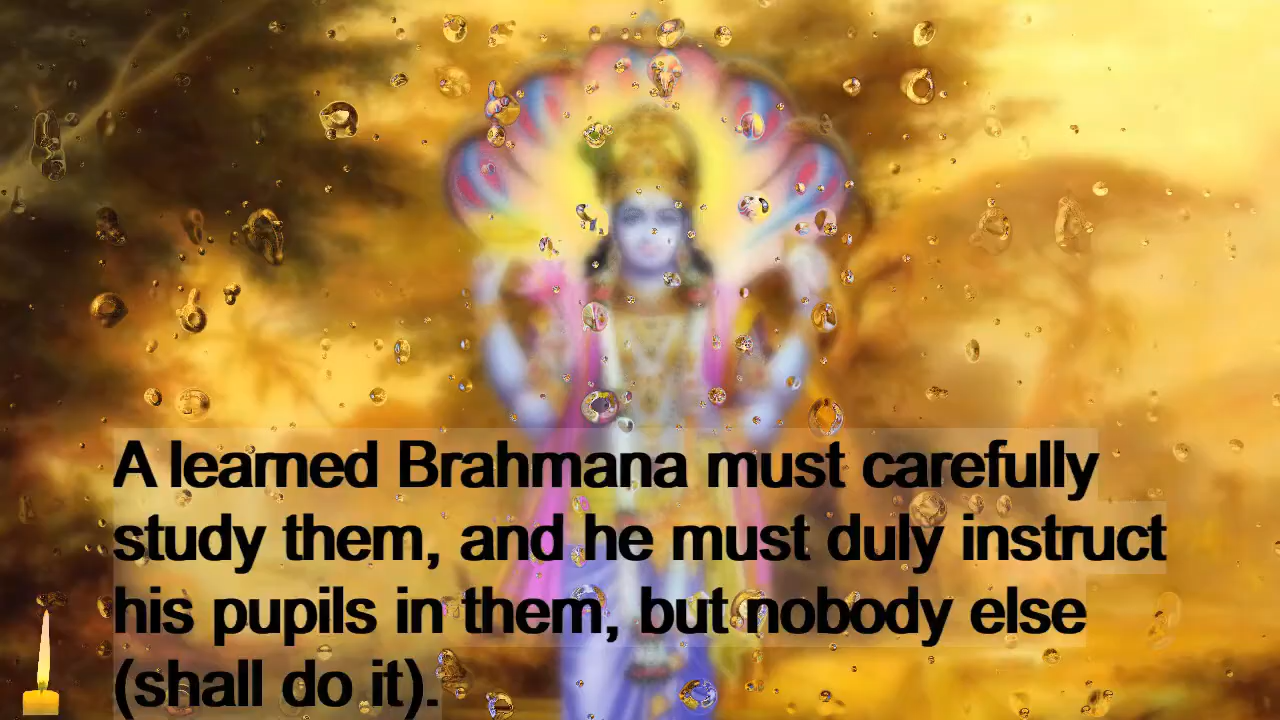 A learned Brahmana must carefully
study them, and he must duly instruct
his pupils in them, but nobody else
(shall do it).